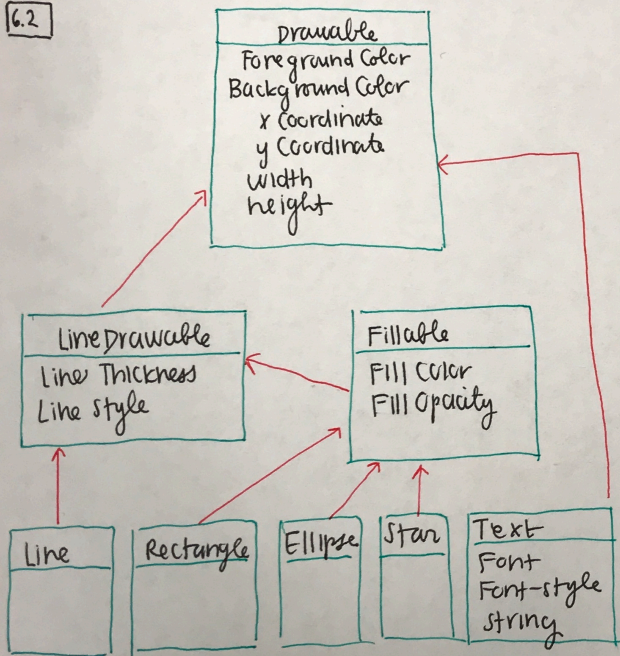 6.2
Drawable
Foreground Color
Background Color
x Coordinate
y Coordinate
width
height
LineDrawable
Line Thickness
Line Style
Fillable
Fill Color
Fill Opacity
Line
Rectangle
Ellipse
Star
Text
Font
Font-style
string